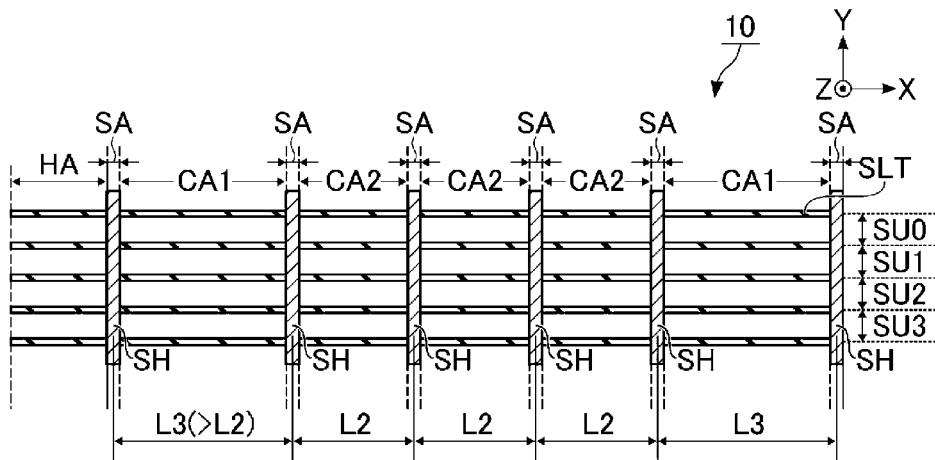 10
Y
Z X
SA SA SA SA SA SA
HA CA1 CA2 CA2 CA2 CA1 SLT
SU0
SU1
SU2
SU3
SH SH SH SH SH SH
L3(>L2) L2 L2 L2 L3